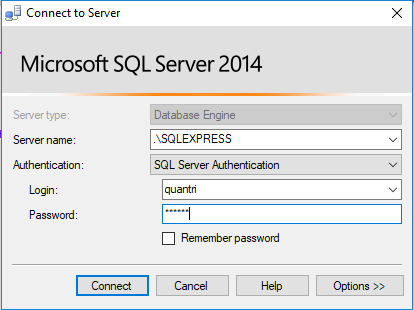 Connect to Server
Microsoft SQL Server 2014
Server type: Database Engine
Server name: .\SQLEXPRESS
Authentication: SQL Server Authentication
Login: quantri
Password: ******
Remember password
Connect Cancel Help Options >>